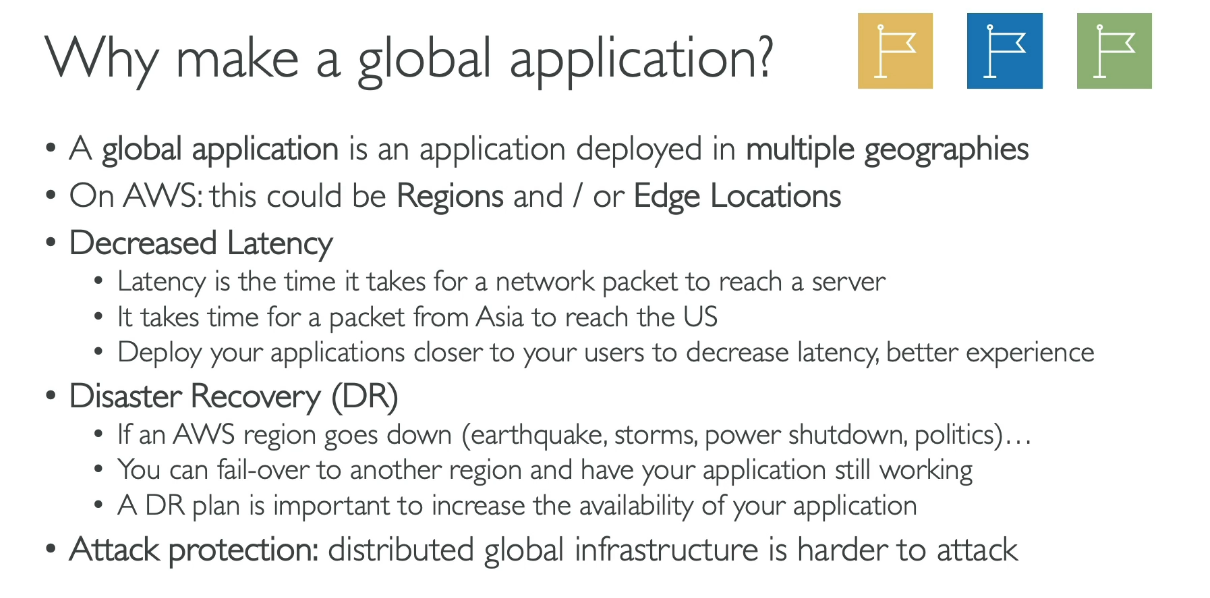 Why make a global application?
• A global application is an application deployed in multiple geographies
• On AWS: this could be Regions and / or Edge Locations
• Decreased Latency
• Latency is the time it takes for a network packet to reach a server
• It takes time for a packet from Asia to reach the US
• Deploy your applications closer to your users to decrease latency, better experience
• Disaster Recovery (DR)
• If an AWS region goes down (earthquake, storms, power shutdown, politics)…
• You can fail-over to another region and have your application still working
• A DR plan is important to increase the availability of your application
• Attack protection: distributed global infrastructure is harder to attack